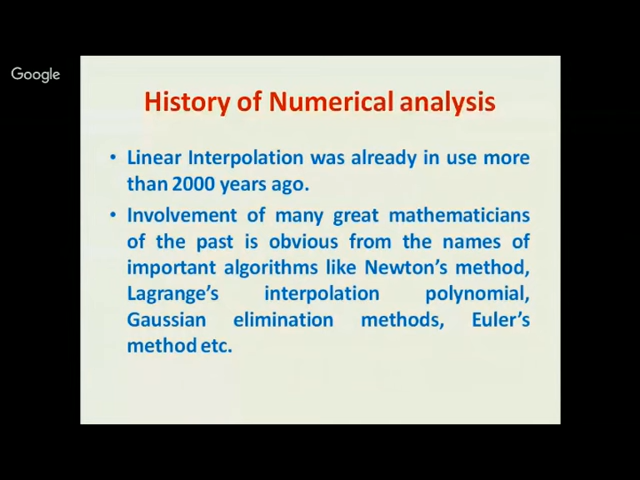 Google
History of Numerical analysis
• Linear Interpolation was already in use more
than 2000 years ago.
• Involvement of many great mathematicians
of the past is obvious from the names of
important algorithms like Newton's method,
Lagrange's interpolation polynomial,
Gaussian elimination methods, Euler's
method etc.